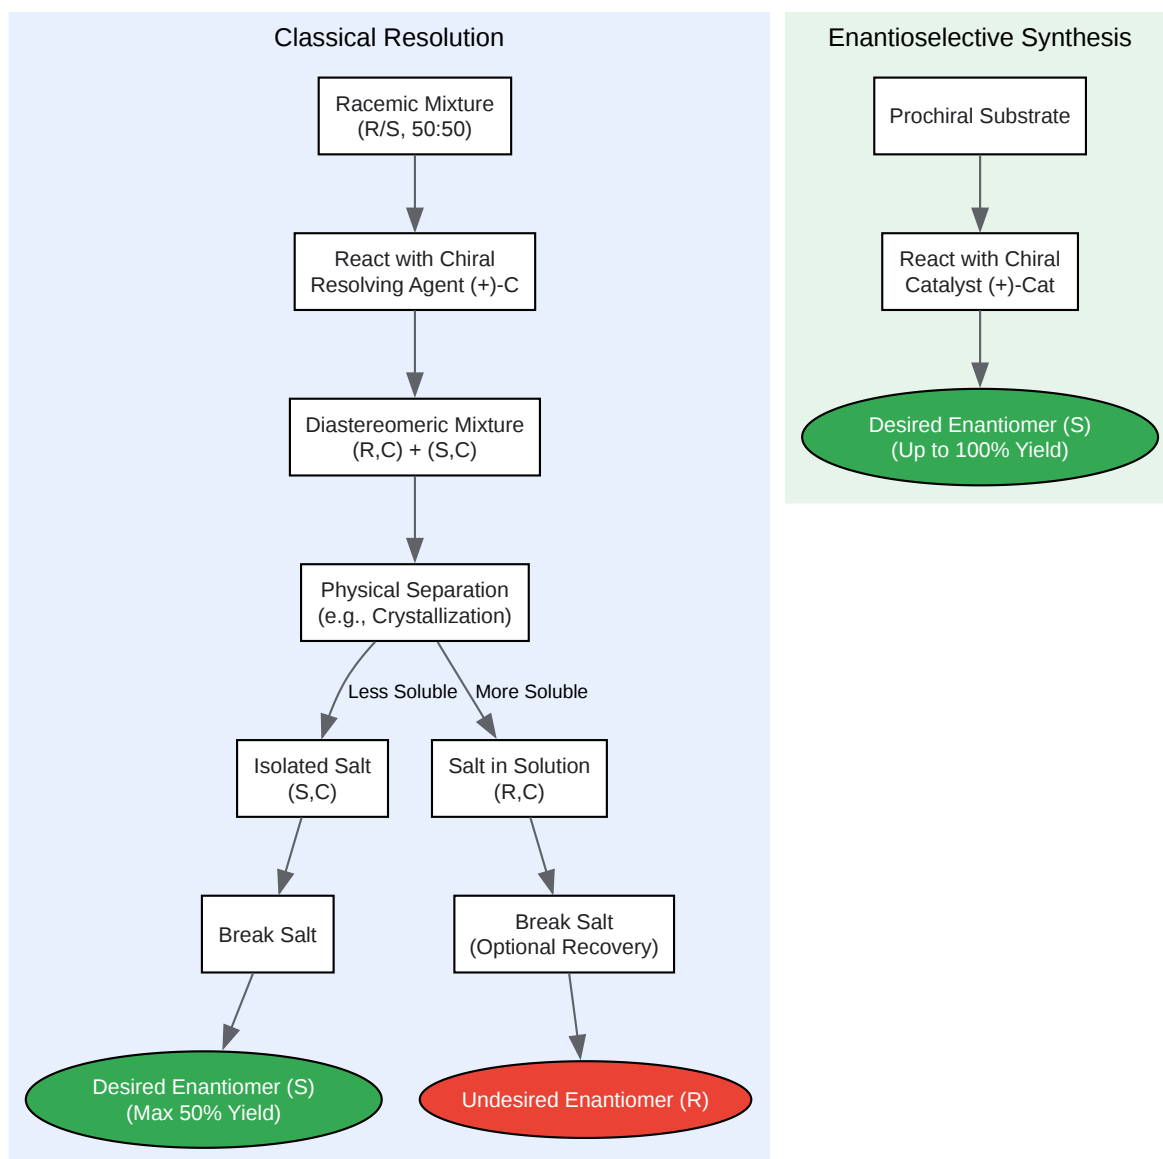 Classical Resolution
Racemic Mixture
(R/S, 50:50)
React with Chiral
Resolving Agent (+)-C
Diastereomeric Mixture
(R,C) + (S,C)
Physical Separation
(e.g., Crystallization)
Less Soluble
More Soluble
Isolated Salt
(S,C)
Salt in Solution
(R,C)
Break Salt
Break Salt
(Optional Recovery)
Desired Enantiomer (S)
(Max 50% Yield)
Undesired Enantiomer (R)
Enantioselective Synthesis
Prochiral Substrate
React with Chiral
Catalyst (+)-Cat
Desired Enantiomer (S)
(Up to 100% Yield)